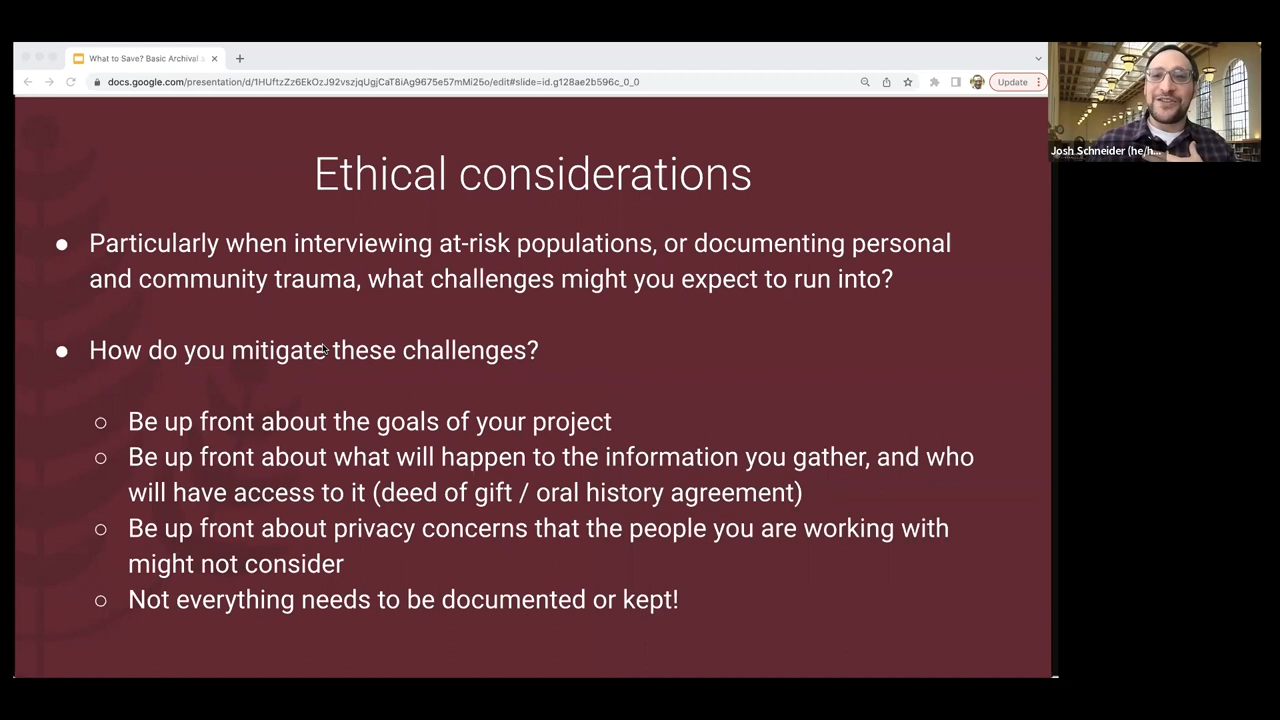 What to Save? Basic Archival
docs.google.com/presentation/d/1HUftzZz6EkOzJ92vszjqUgjCaT8iAg9675e57mMi25o/edit#slide=id.g128ae2b596c_0_0
Update
Josh Schneider (he/h...
Ethical considerations
● Particularly when interviewing at-risk populations, or documenting personal
and community trauma, what challenges might you expect to run into?
● How do you mitigate these challenges?
○ Be up front about the goals of your project
○ Be up front about what will happen to the information you gather, and who
will have access to it (deed of gift / oral history agreement)
○ Be up front about privacy concerns that the people you are working with
might not consider
○ Not everything needs to be documented or kept!